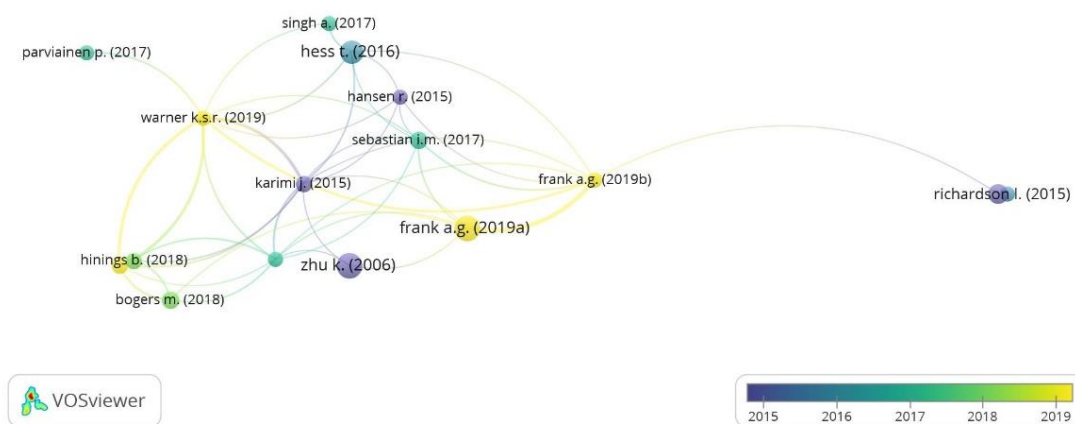 singh a. (2017)
parviainen p. (2017)
hess t. (2016)
hansen r. (2015)
warner k.s.r. (2019)
sebastian i.m. (2017)
karimi j. (2015)
frank a.g. (2019b)
richardson l. (2015)
frank a.g. (2019a)
hinings b. (2018)
zhu k. (2006)
bogers m. (2018)
VOSviewer
2015 2016 2017 2018 2019